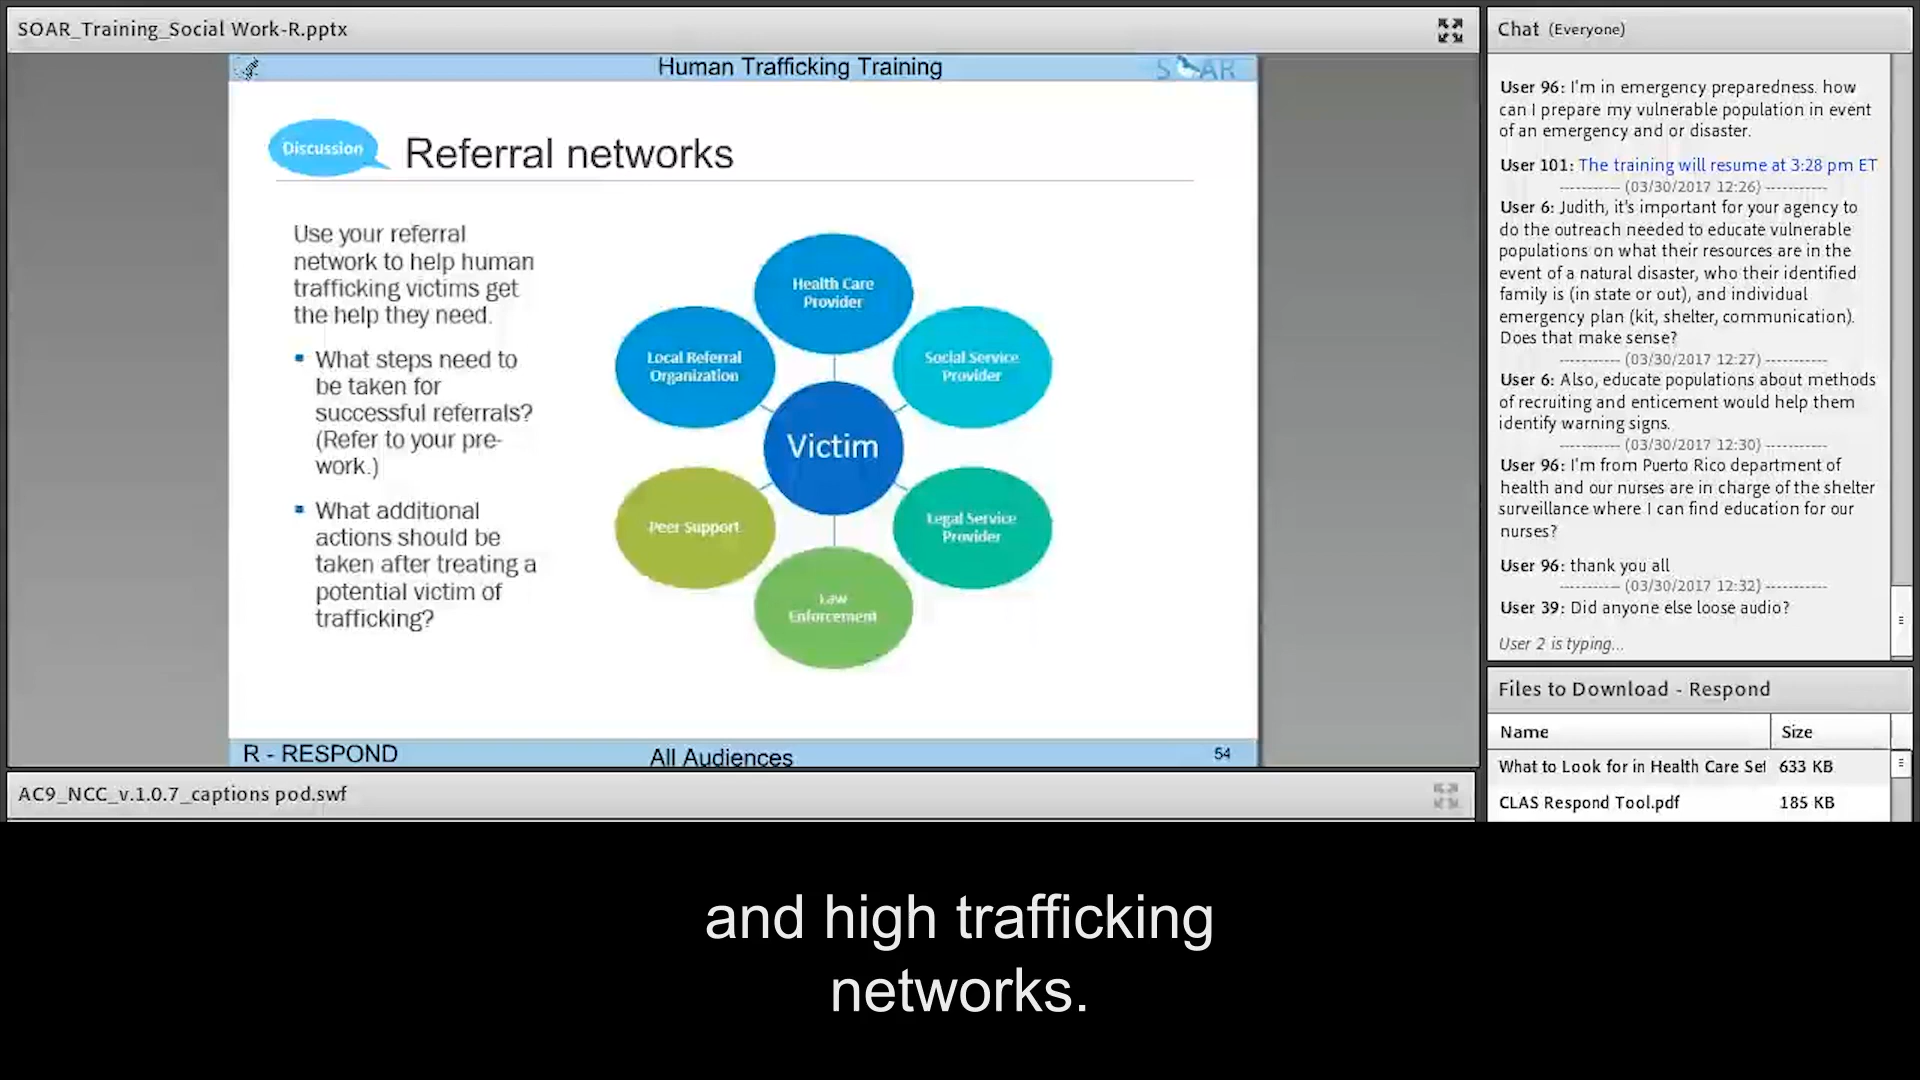 SOAR_Training_Social Work-R.pptx
Human Trafficking Training
SOAR
Discussion
Referral networks
Use your referral
network to help human
trafficking victims get
the help they need.
What steps need to
be taken for
successful referrals?
(Refer to your pre-
work.)
What additional
actions should be
taken after treating a
potential victim of
trafficking?
Health Care
Provider
Local Referral
Organization
Social Service
Provider
Victim
Peer Support
Legal Service
Provider
Law
Enforcement
R - RESPOND
All Audiences
54
AC9_NCC_v.1.0.7_captions pod.swf
and high trafficking
networks.
Chat (Everyone)
User 96: I'm in emergency preparedness. how
can I prepare my vulnerable population in event
of an emergency and or disaster.
User 101: The training will resume at 3:28 pm ET
----------- (03/30/2017 12:26) -----------
User 6: Judith, it's important for your agency to
do the outreach needed to educate vulnerable
populations on what their resources are in the
event of a natural disaster, who their identified
family is (in state or out), and individual
emergency plan (kit, shelter, communication).
Does that make sense?
----------- (03/30/2017 12:27) -----------
User 6: Also, educate populations about methods
of recruiting and enticement would help them
identify warning signs.
----------- (03/30/2017 12:30) -----------
User 96: I'm from Puerto Rico department of
health and our nurses are in charge of the shelter
surveillance where I can find education for our
nurses?
User 96: thank you all
----------- (03/30/2017 12:32) -----------
User 39: Did anyone else loose audio?
User 2 is typing...
Files to Download - Respond
Name Size
What to Look for in Health Care Set 633 KB
CLAS Respond Tool.pdf 185 KB